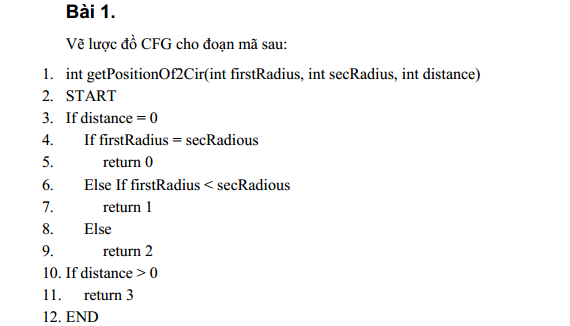 Bài 1.
Vẽ lược đồ CFG cho đoạn mã sau:
1. int getPositionOf2Cir(int firstRadius, int secRadius, int distance)
2. START
3. If distance = 0
4. If firstRadius = secRadious
5. return 0
6. Else If firstRadius < secRadious
7. return 1
8. Else
9. return 2
10. If distance > 0
11. return 3
12. END